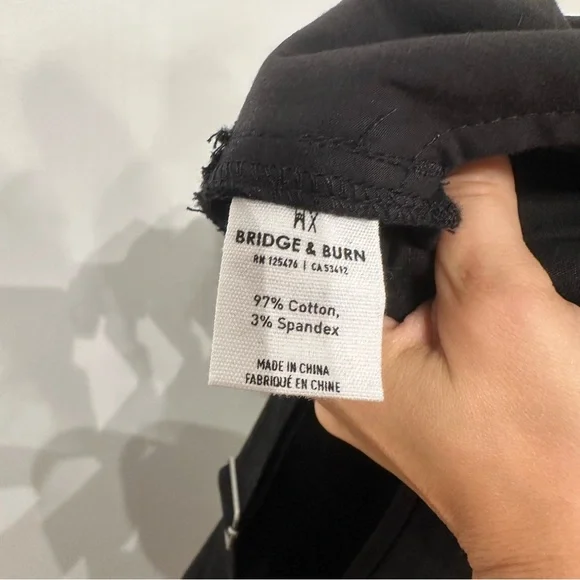 BRIDGE & BURN
RN 125476 | CA 53412
97% Cotton,
3% Spandex
MADE IN CHINA
FABRIQUÉ EN CHINE